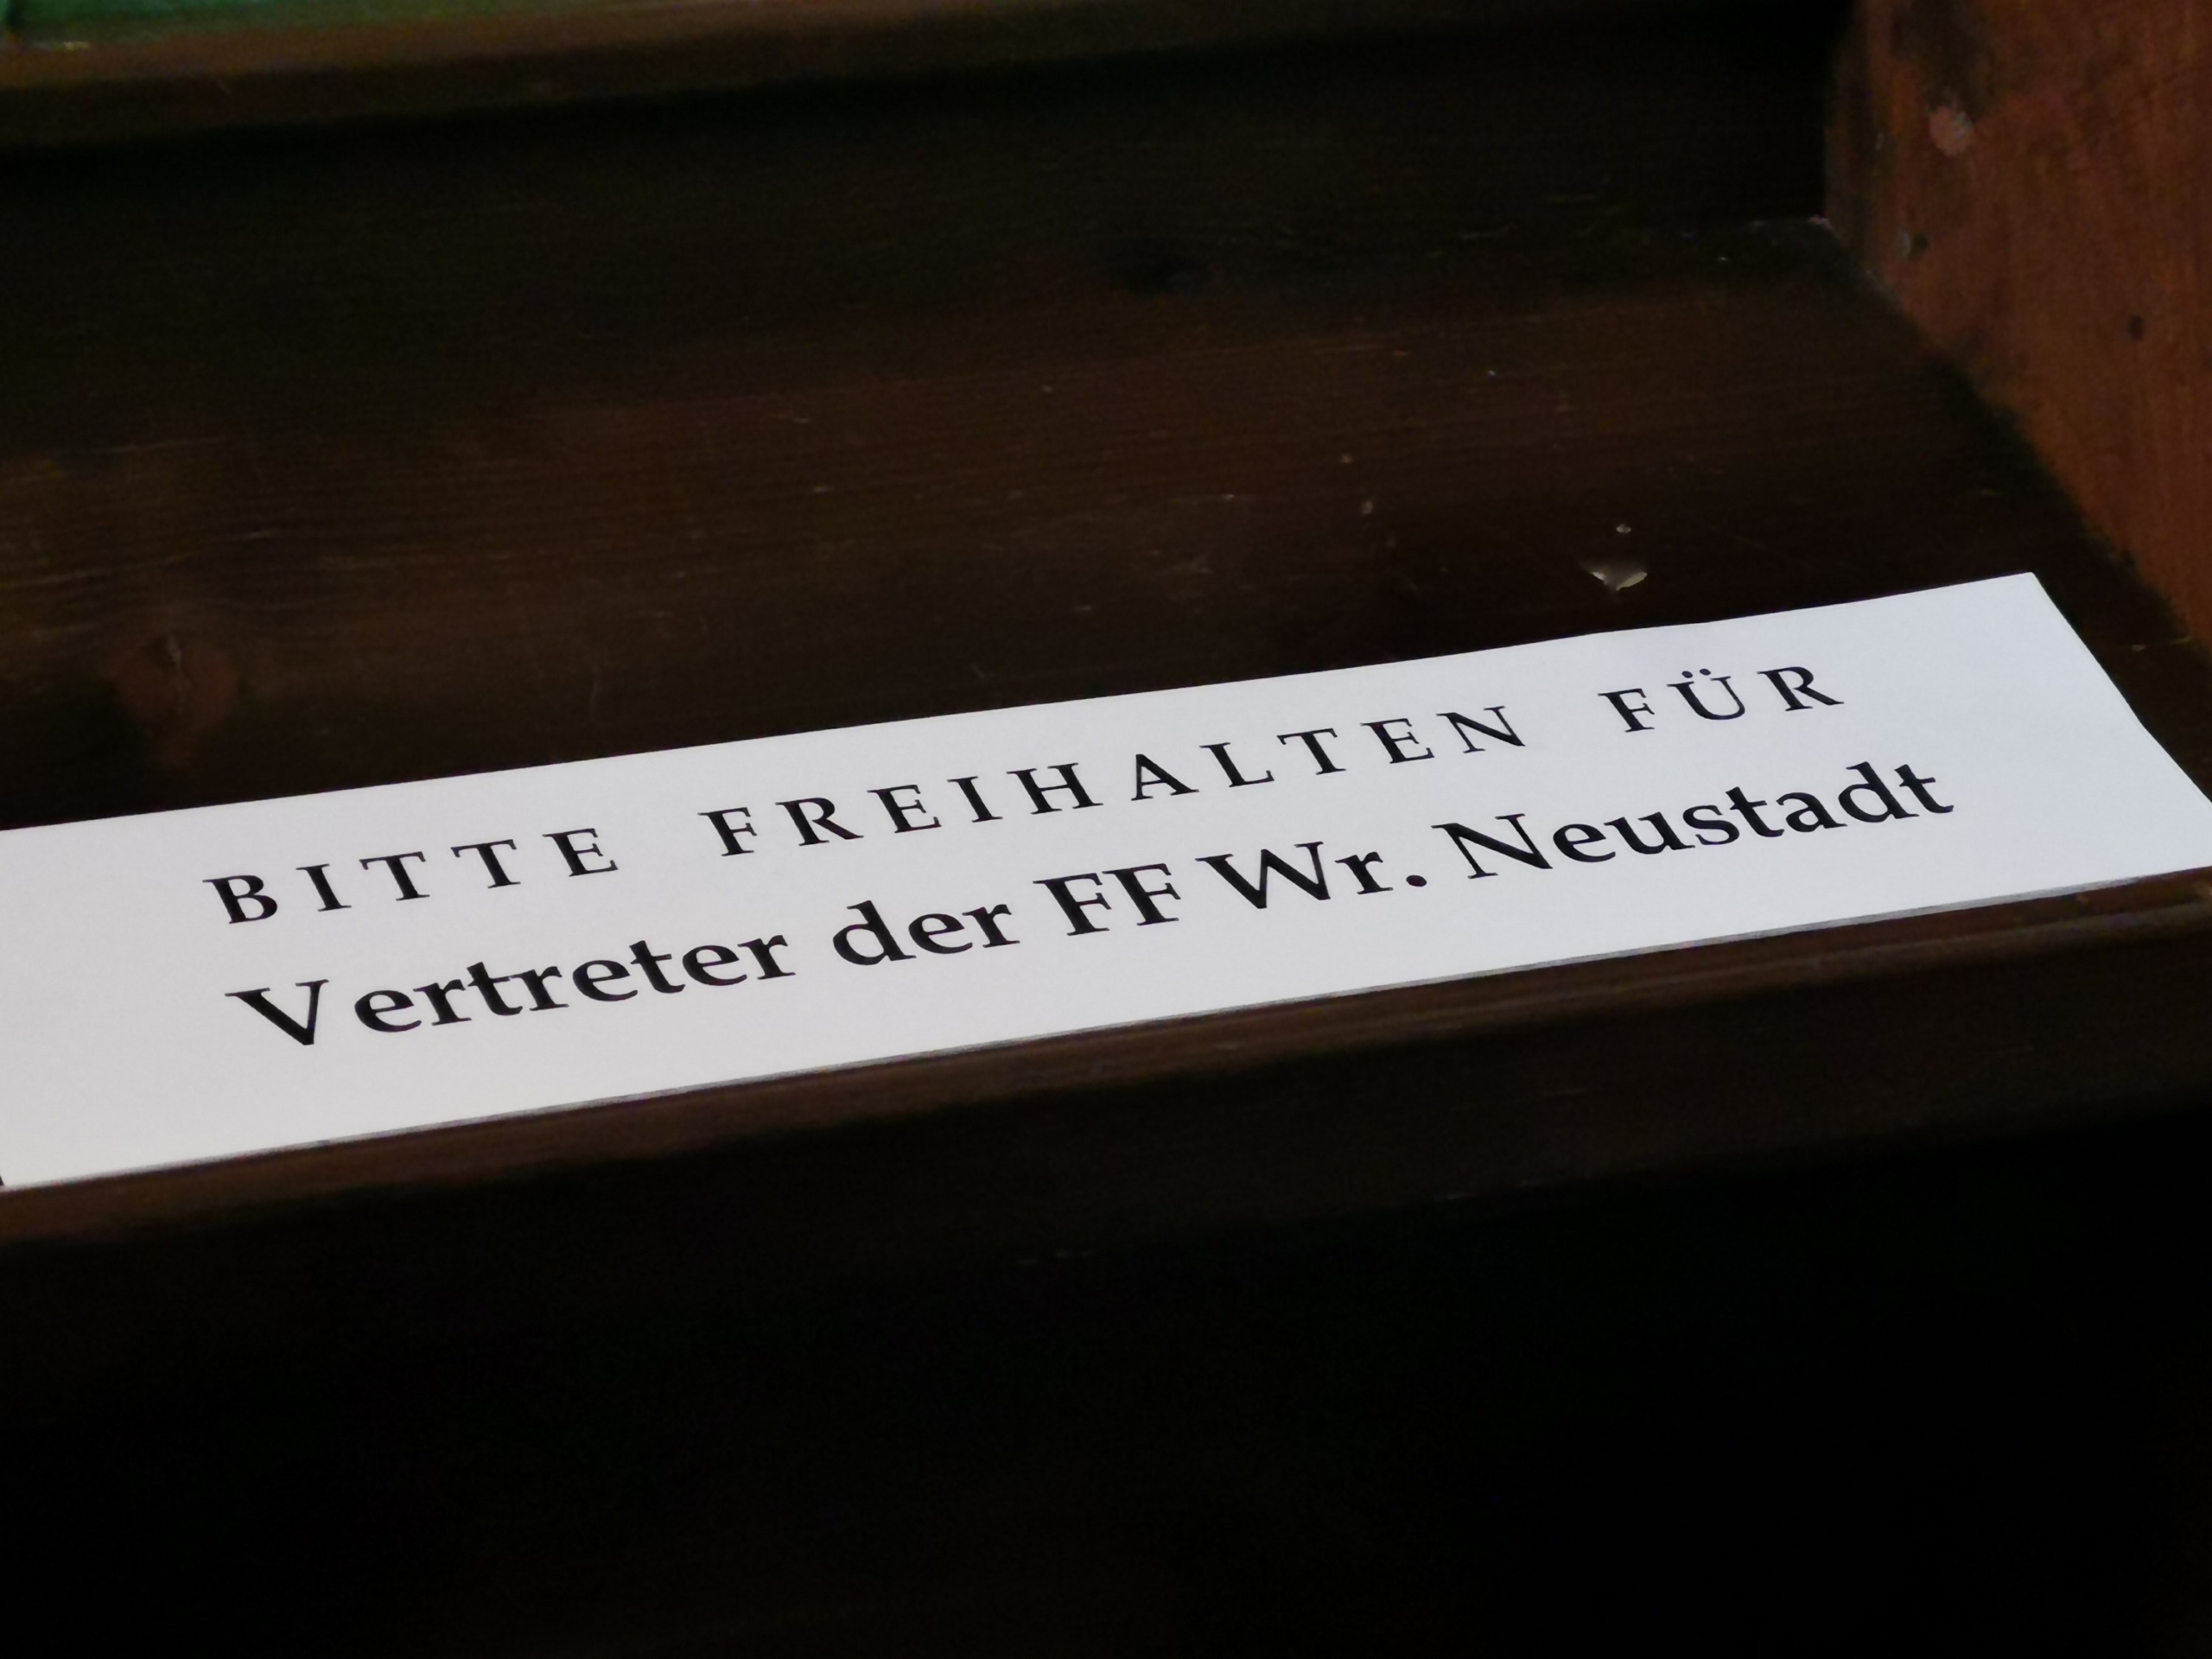 BITTE FREIHALTEN FÜR
Vertreter der FF Wr. Neustadt